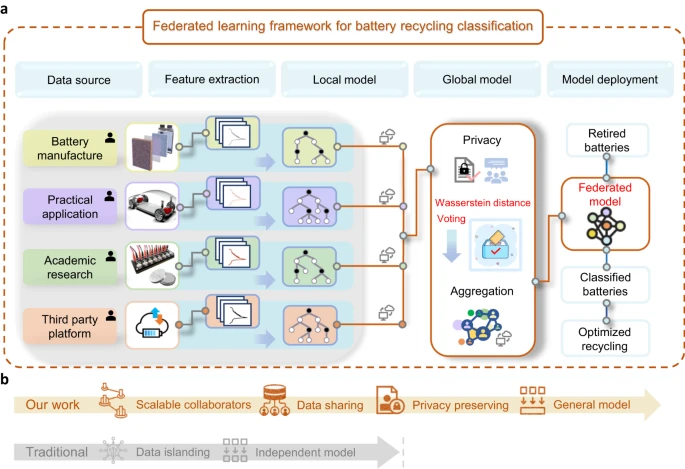 a
Federated learning framework for battery recycling classification
Data source
Feature extraction
Local model
Global model
Model deployment
Battery
manufacture
Practical
application
Academic
research
Third party
platform
Privacy
Wasserstein distance
Voting
Aggregation
Retired
batteries
Federated
model
Classified
batteries
Optimized
recycling
b
Our work
Scalable collaborators
Data sharing
Privacy preserving
General model
Traditional
Data islanding
Independent model